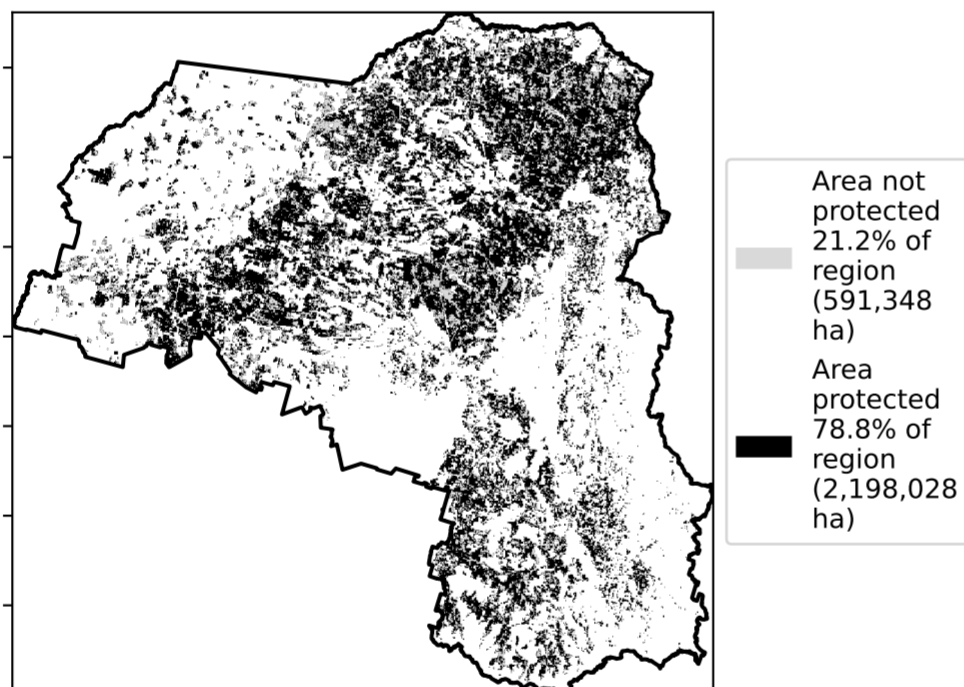 Area not
protected
21.2% of
region
(591,348
ha)
Area
protected
78.8% of
region
(2,198,028
ha)